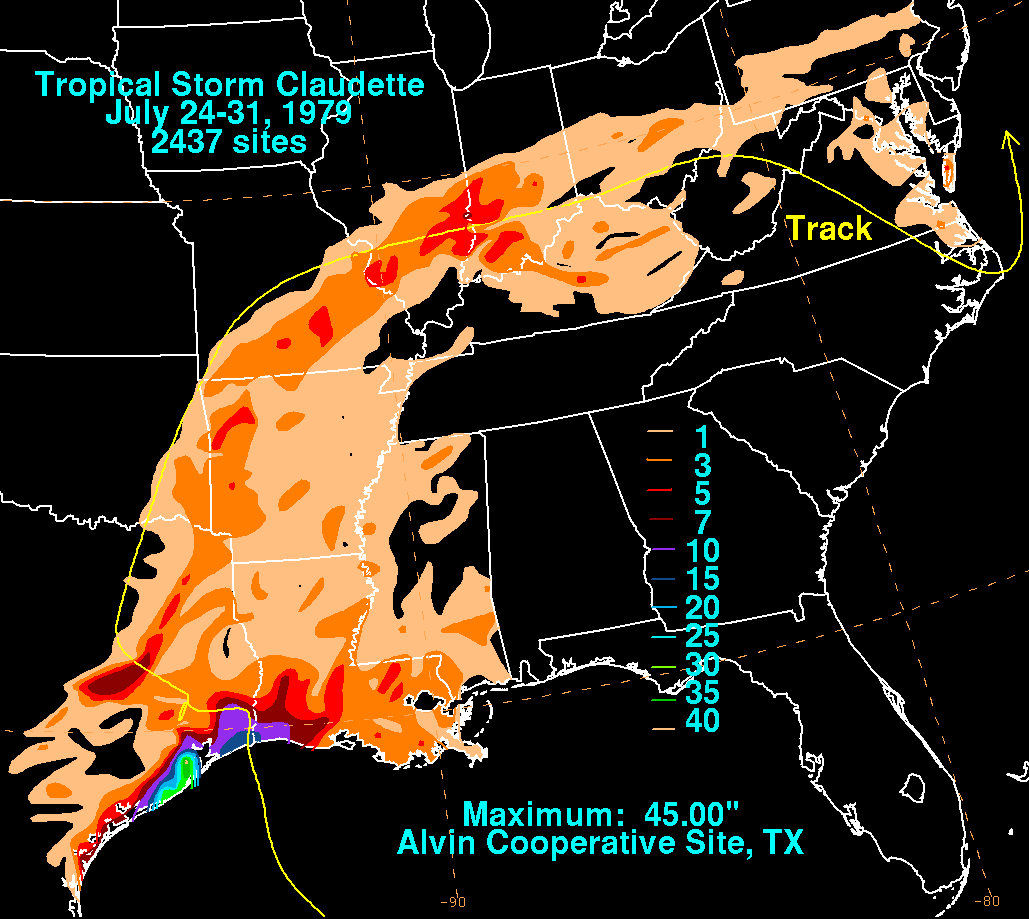 Tropical Storm Claudette
July 24-31, 1979
2437 sites
Track
1
3
5
7
10
15
20
25
30
35
40
Maximum: 45.00"
Alvin Cooperative Site, TX
-90
-80